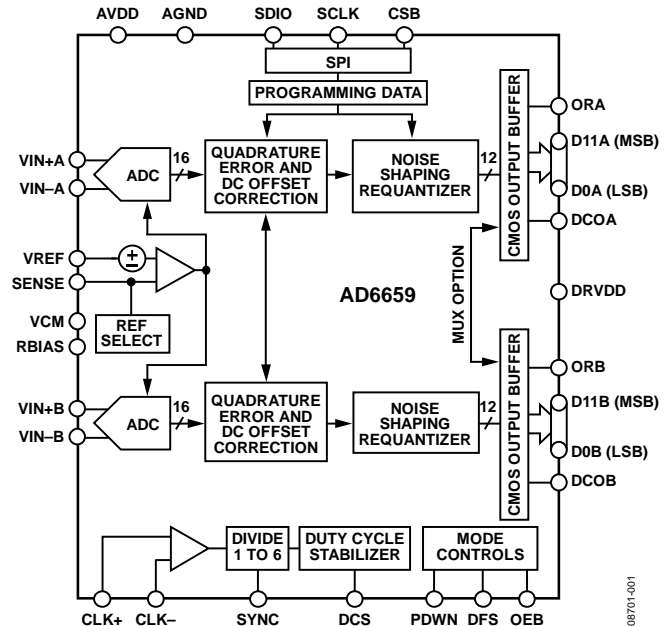 AVDD AGND SDIO SCLK CSB
SPI
PROGRAMMING DATA
ORA
VIN+A
VIN–A
ADC
16
QUADRATURE
ERROR AND
DC OFFSET
CORRECTION
NOISE
SHAPING
REQUANTIZER
12
CMOS OUTPUT BUFFER
D11A (MSB)
D0A (LSB)
DCOA
VREF
SENSE
VCM
RBIAS
REF
SELECT
AD6659
MUX OPTION
DRVDD
ORB
VIN+B
VIN–B
ADC
16
QUADRATURE
ERROR AND
DC OFFSET
CORRECTION
NOISE
SHAPING
REQUANTIZER
12
CMOS OUTPUT BUFFER
D11B (MSB)
D0B (LSB)
DCOB
DIVIDE
1 TO 6
DUTY CYCLE
STABILIZER
MODE
CONTROLS
CLK+ CLK– SYNC DCS PDWN DFS OEB
08701-001